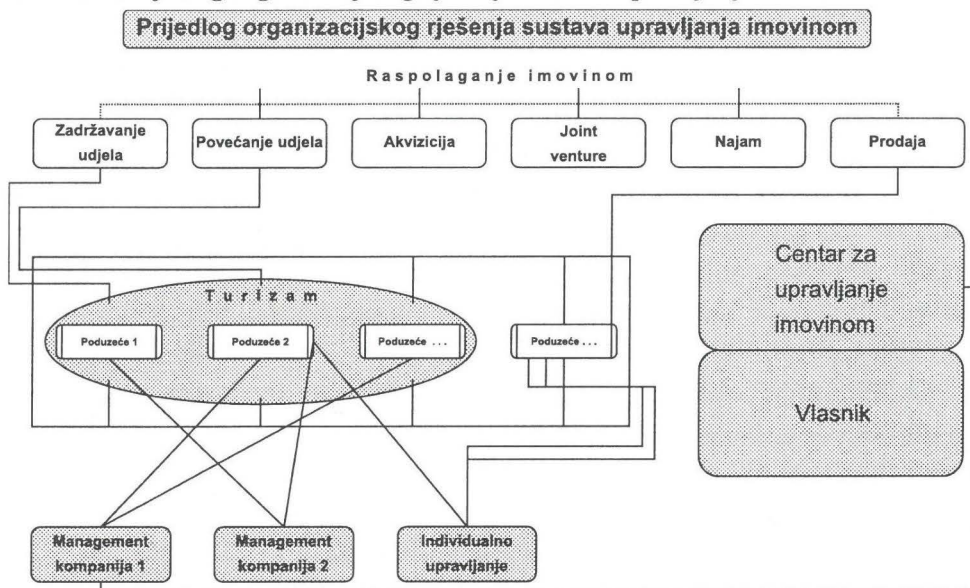 Prijedlog organizacijskog rješenja sustava upravljanja imovinom
Raspolaganje imovinom
Zadržavanje
udjela
Povećanje udjela
Akvizicija
Joint
venture
Najam
Prodaja
Centar za
upravljanje
imovinom
Vlasnik
Turizam
Poduzeće 1
Poduzeće 2
Poduzeće . . .
Poduzeće . . .
Management
kompanija 1
Management
kompanija 2
Individualno
upravljanje